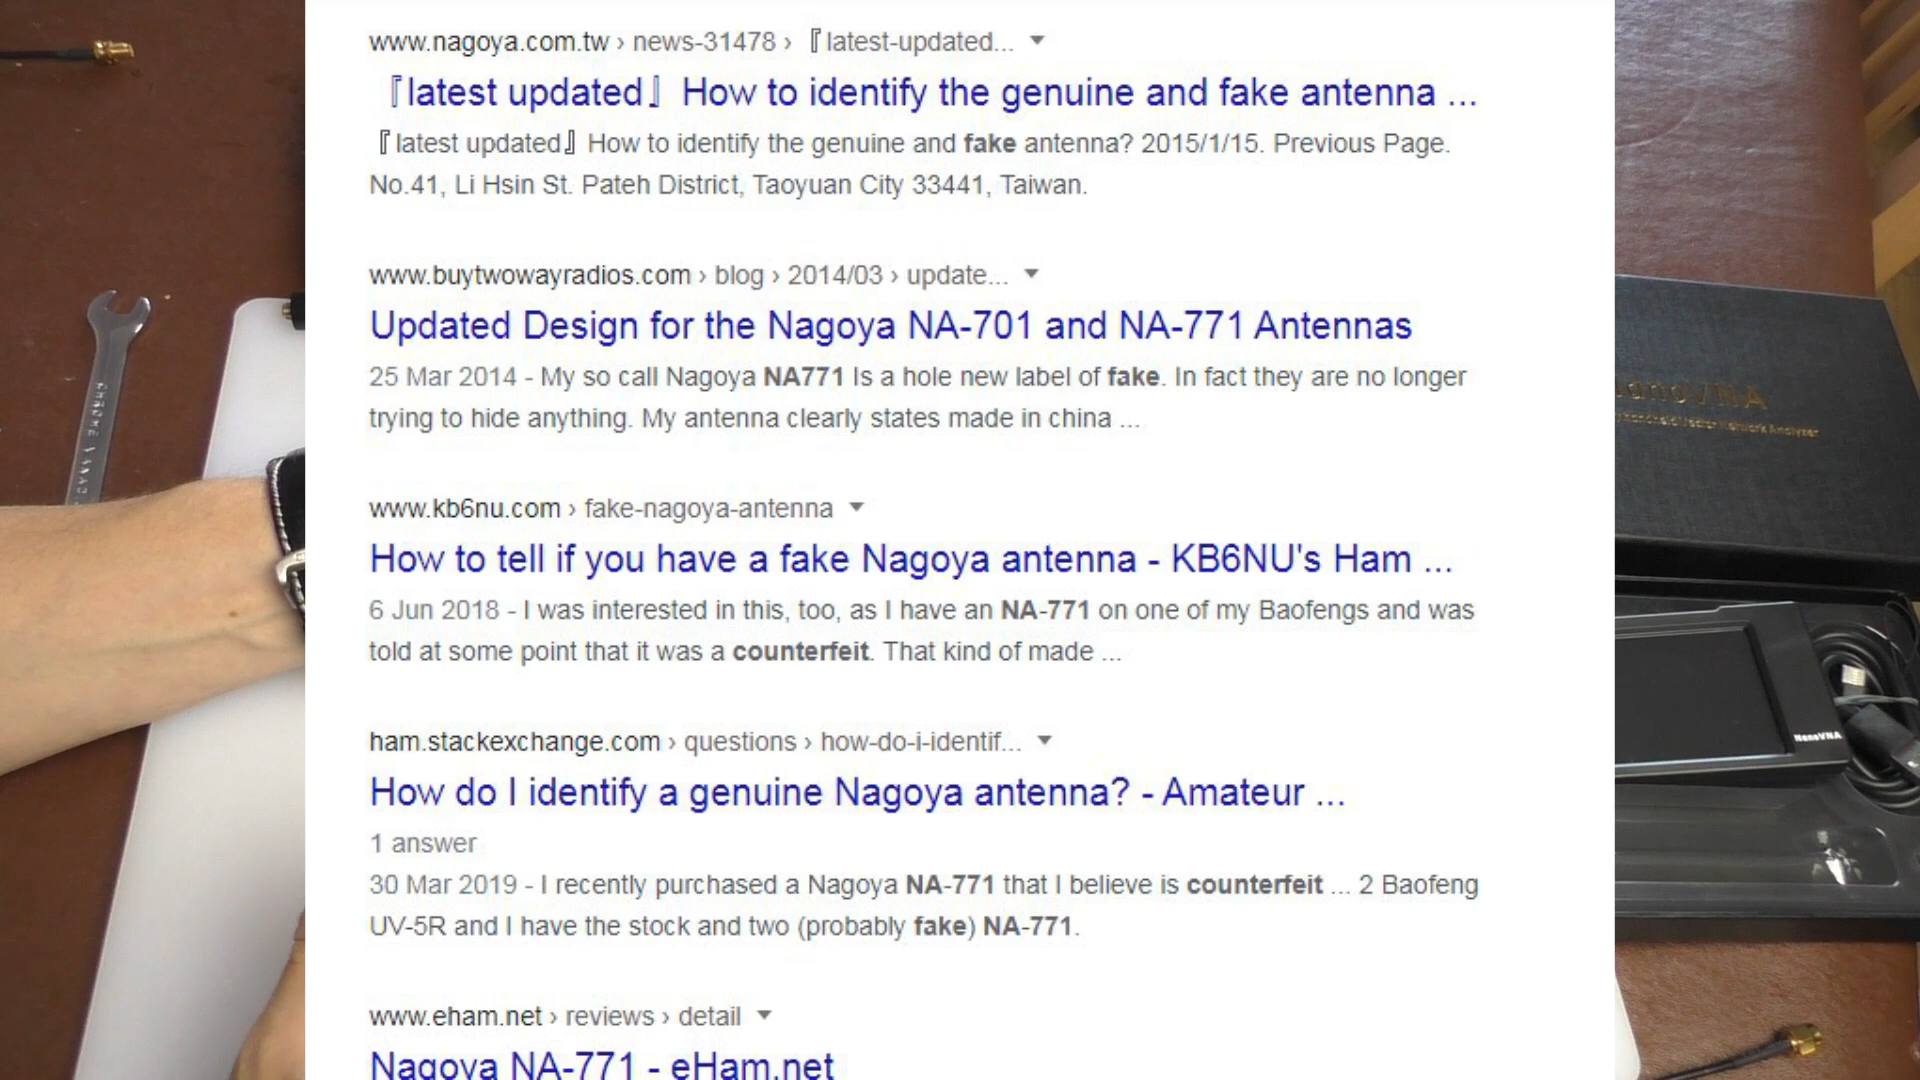 www.nagoya.com.tw › news-31478 › 『latest-updated...
『latest updated』 How to identify the genuine and fake antenna ...
『latest updated』 How to identify the genuine and fake antenna? 2015/1/15. Previous Page.
No.41, Li Hsin St. Pateh District, Taoyuan City 33441, Taiwan.
www.buytwowayradios.com › blog › 2014/03 › update...
Updated Design for the Nagoya NA-701 and NA-771 Antennas
25 Mar 2014 - My so call Nagoya NA771 Is a hole new label of fake. In fact they are no longer
trying to hide anything. My antenna clearly states made in china ...
www.kb6nu.com › fake-nagoya-antenna
How to tell if you have a fake Nagoya antenna - KB6NU's Ham ...
6 Jun 2018 - I was interested in this, too, as I have an NA-771 on one of my Baofengs and was
told at some point that it was a counterfeit. That kind of made ...
ham.stackexchange.com › questions › how-do-i-identif...
How do I identify a genuine Nagoya antenna? - Amateur ...
1 answer
30 Mar 2019 - I recently purchased a Nagoya NA-771 that I believe is counterfeit ... 2 Baofeng
UV-5R and I have the stock and two (probably fake) NA-771.
www.eham.net › reviews › detail
Nagoya NA-771 - eHam.net
CHROME
Vector Network Analyzer
NanoVNA